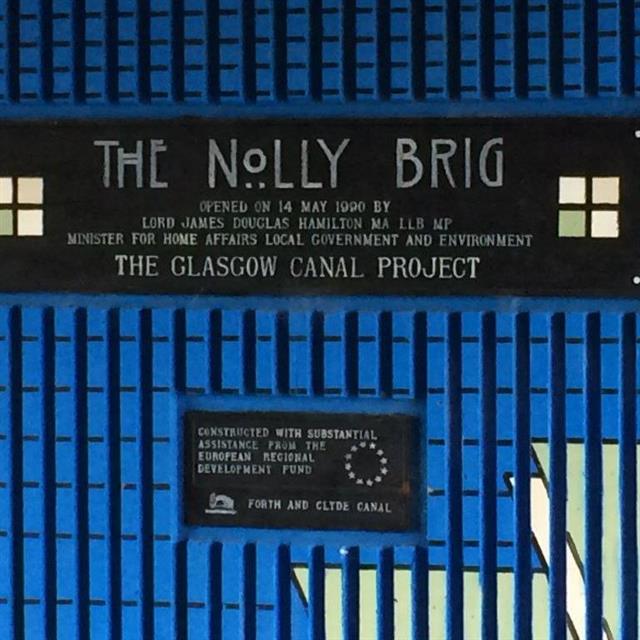 THE NOLLY BRIG
OPENED ON 14 MAY 1990 BY
LORD JAMES DOUGLAS HAMILTON MA LLB MP
MINISTER FOR HOME AFFAIRS LOCAL GOVERNMENT AND ENVIRONMENT
THE GLASGOW CANAL PROJECT
CONSTRUCTED WITH SUBSTANTIAL
ASSISTANCE FROM THE
EUROPEAN REGIONAL
DEVELOPMENT FUND
FORTH AND CLYDE CANAL